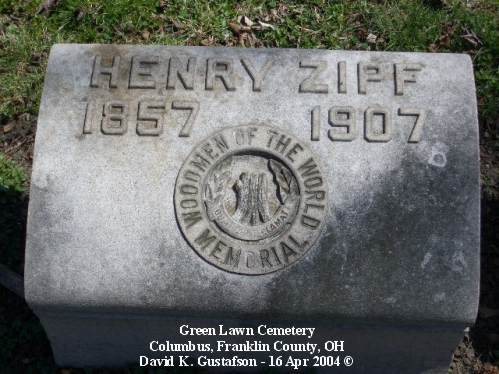 HENRY ZIPF
1857 1907
WOODMEN OF THE WORLD
MEMORIAL
Green Lawn Cemetery
Columbus, Franklin County, OH
David K. Gustafson - 16 Apr 2004 ©